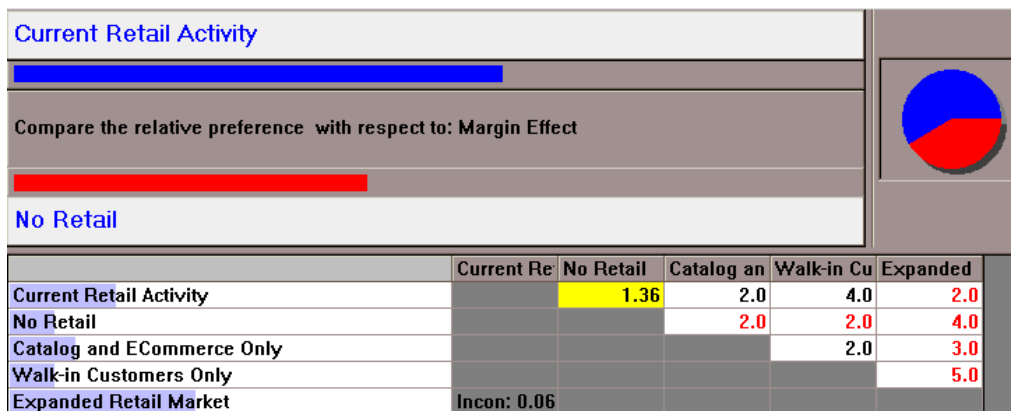 Current Retail Activity
Compare the relative preference with respect to: Margin Effect
No Retail
Current Re No Retail Catalog an Walk-in Cu Expanded
Current Retail Activity 1.36 2.0 4.0 2.0
No Retail 2.0 2.0 4.0
Catalog and ECommerce Only 2.0 3.0
Walk-in Customers Only 5.0
Expanded Retail Market Incon: 0.06